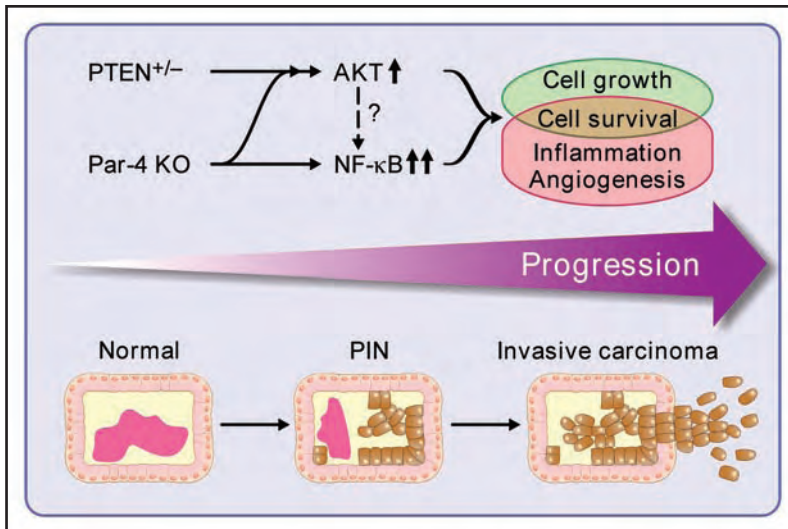 PTEN+/–
AKT
?
Par-4 KO
NF-κB
Cell growth
Cell survival
Inflammation
Angiogenesis
Progression
Normal
PIN
Invasive carcinoma